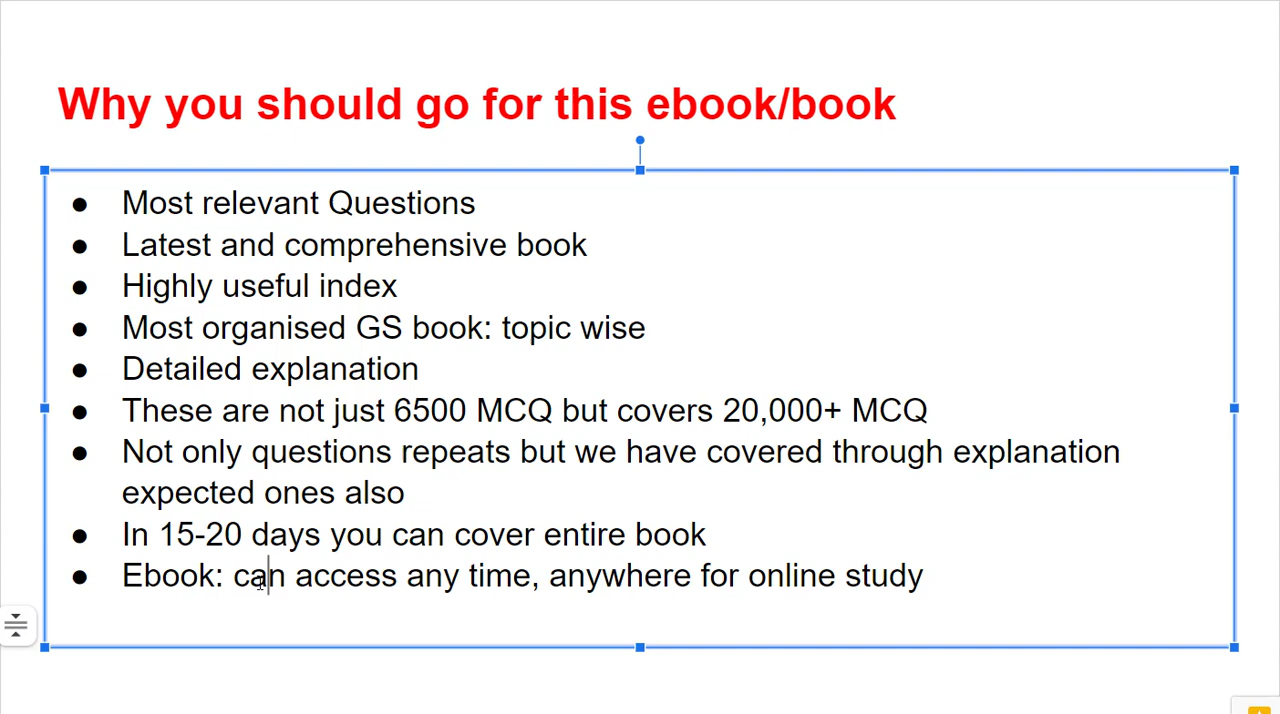 Why you should go for this ebook/book
● Most relevant Questions
● Latest and comprehensive book
● Highly useful index
● Most organised GS book: topic wise
● Detailed explanation
● These are not just 6500 MCQ but covers 20,000+ MCQ
● Not only questions repeats but we have covered through explanation
expected ones also
● In 15-20 days you can cover entire book
● Ebook: can access any time, anywhere for online study